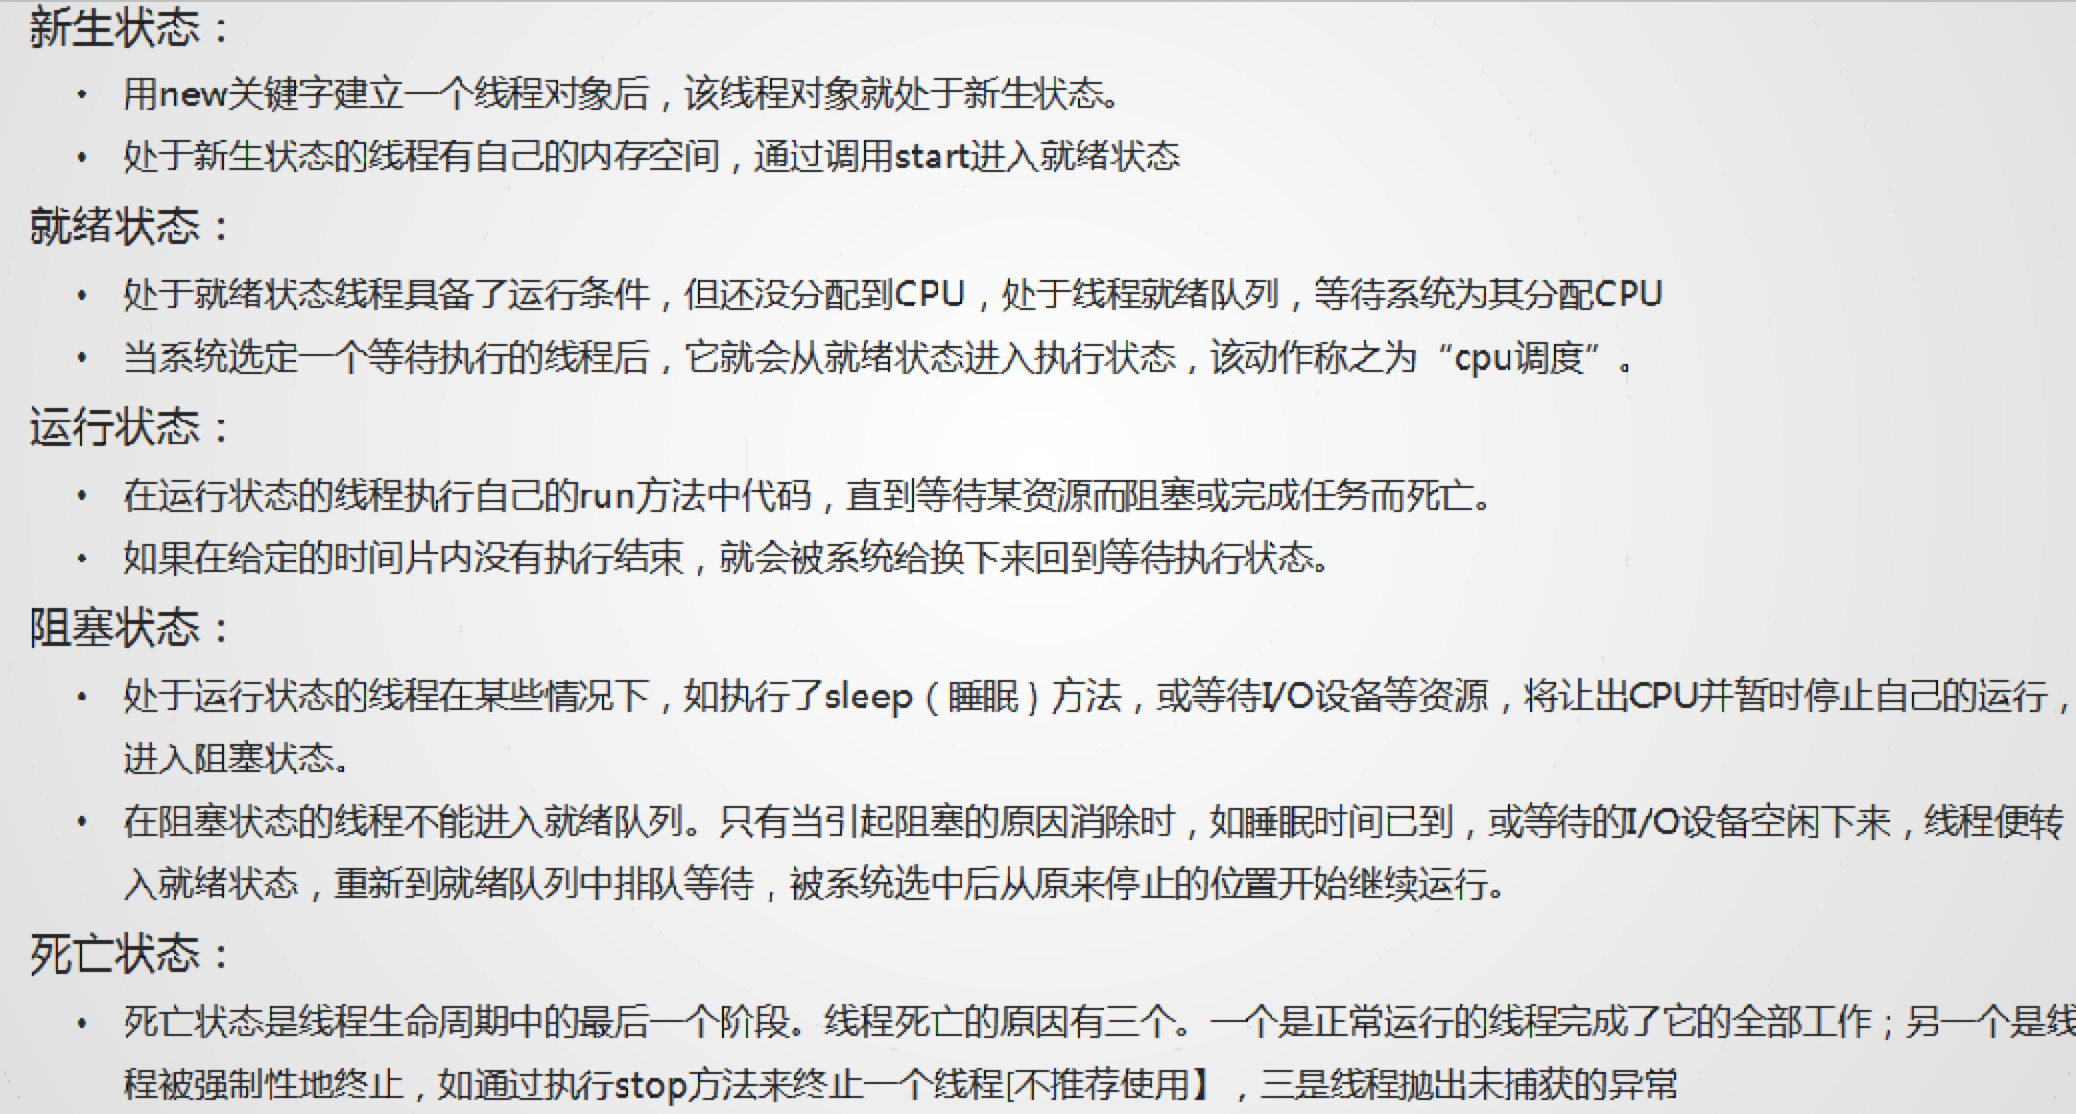 新生状态：
• 用new关键字建立一个线程对象后，该线程对象就处于新生状态。
• 处于新生状态的线程有自己的内存空间，通过调用start进入就绪状态
就绪状态：
• 处于就绪状态线程具备了运行条件，但还没分配到CPU，处于线程就绪队列，等待系统为其分配CPU
• 当系统选定一个等待执行的线程后，它就会从就绪状态进入执行状态，该动作称之为“cpu调度”。
运行状态：
• 在运行状态的线程执行自己的run方法中代码，直到等待某资源而阻塞或完成任务而死亡。
• 如果在给定的时间片内没有执行结束，就会被系统给换下来回到等待执行状态。
阻塞状态：
• 处于运行状态的线程在某些情况下，如执行了sleep（睡眠）方法，或等待I/O设备等资源，将让出CPU并暂时停止自己的运行，
进入阻塞状态。
• 在阻塞状态的线程不能进入就绪队列。只有当引起阻塞的原因消除时，如睡眠时间已到，或等待的I/O设备空闲下来，线程便转
入就绪状态，重新到就绪队列中排队等待，被系统选中后从原来停止的位置开始继续运行。
死亡状态：
• 死亡状态是线程生命周期中的最后一个阶段。线程死亡的原因有三个。一个是正常运行的线程完成了它的全部工作；另一个是线
程被强制性地终止，如通过执行stop方法来终止一个线程[不推荐使用】，三是线程抛出未捕获的异常